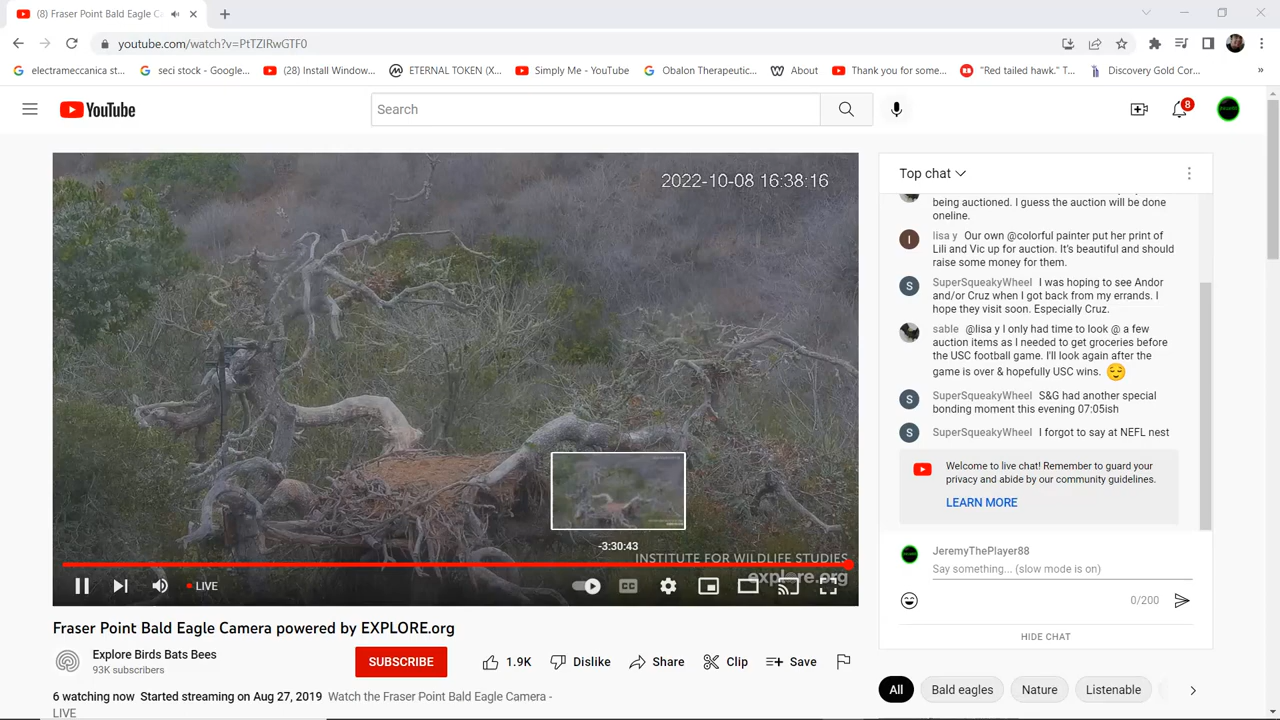 (8) Fraser Point Bald Eagle Ca
youtube.com/watch?v=PtTZlRwGTF0
electrameccanica st...
seci stock - Google...
(28) Install Window...
ETERNAL TOKEN (X...
Simply Me - YouTube
Obalon Therapeutic...
About
Thank you for some...
"Red tailed hawk." T...
Discovery Gold Cor...
»
YouTube
Search
8
2022-10-08 16:38:16
-3:30:43
INSTITUTE FOR WILDLIFE STUDIES
explore.org
LIVE
CC
Top chat
being auctioned. I guess the auction will be done
oneline.
lisa y Our own @colorful painter put her print of
Lili and Vic up for auction. It's beautiful and should
raise some money for them.
SuperSqueakyWheel I was hoping to see Andor
and/or Cruz when I got back from my errands. I
hope they visit soon. Especially Cruz.
sable @lisa y I only had time to look @ a few
auction items as I needed to get groceries before
the USC football game. I'll look again after the
game is over & hopefully USC wins.
SuperSqueakyWheel S&G had another special
bonding moment this evening 07:05ish
SuperSqueakyWheel I forgot to say at NEFL nest
Welcome to live chat! Remember to guard your
privacy and abide by our community guidelines.
LEARN MORE
JeremyThePlayer88
Say something... (slow mode is on)
0/200
HIDE CHAT
Fraser Point Bald Eagle Camera powered by EXPLORE.org
Explore Birds Bats Bees
93K subscribers
SUBSCRIBE
1.9K
Dislike
Share
Clip
Save
6 watching now Started streaming on Aug 27, 2019 Watch the Fraser Point Bald Eagle Camera -
LIVE
All
Bald eagles
Nature
Listenable